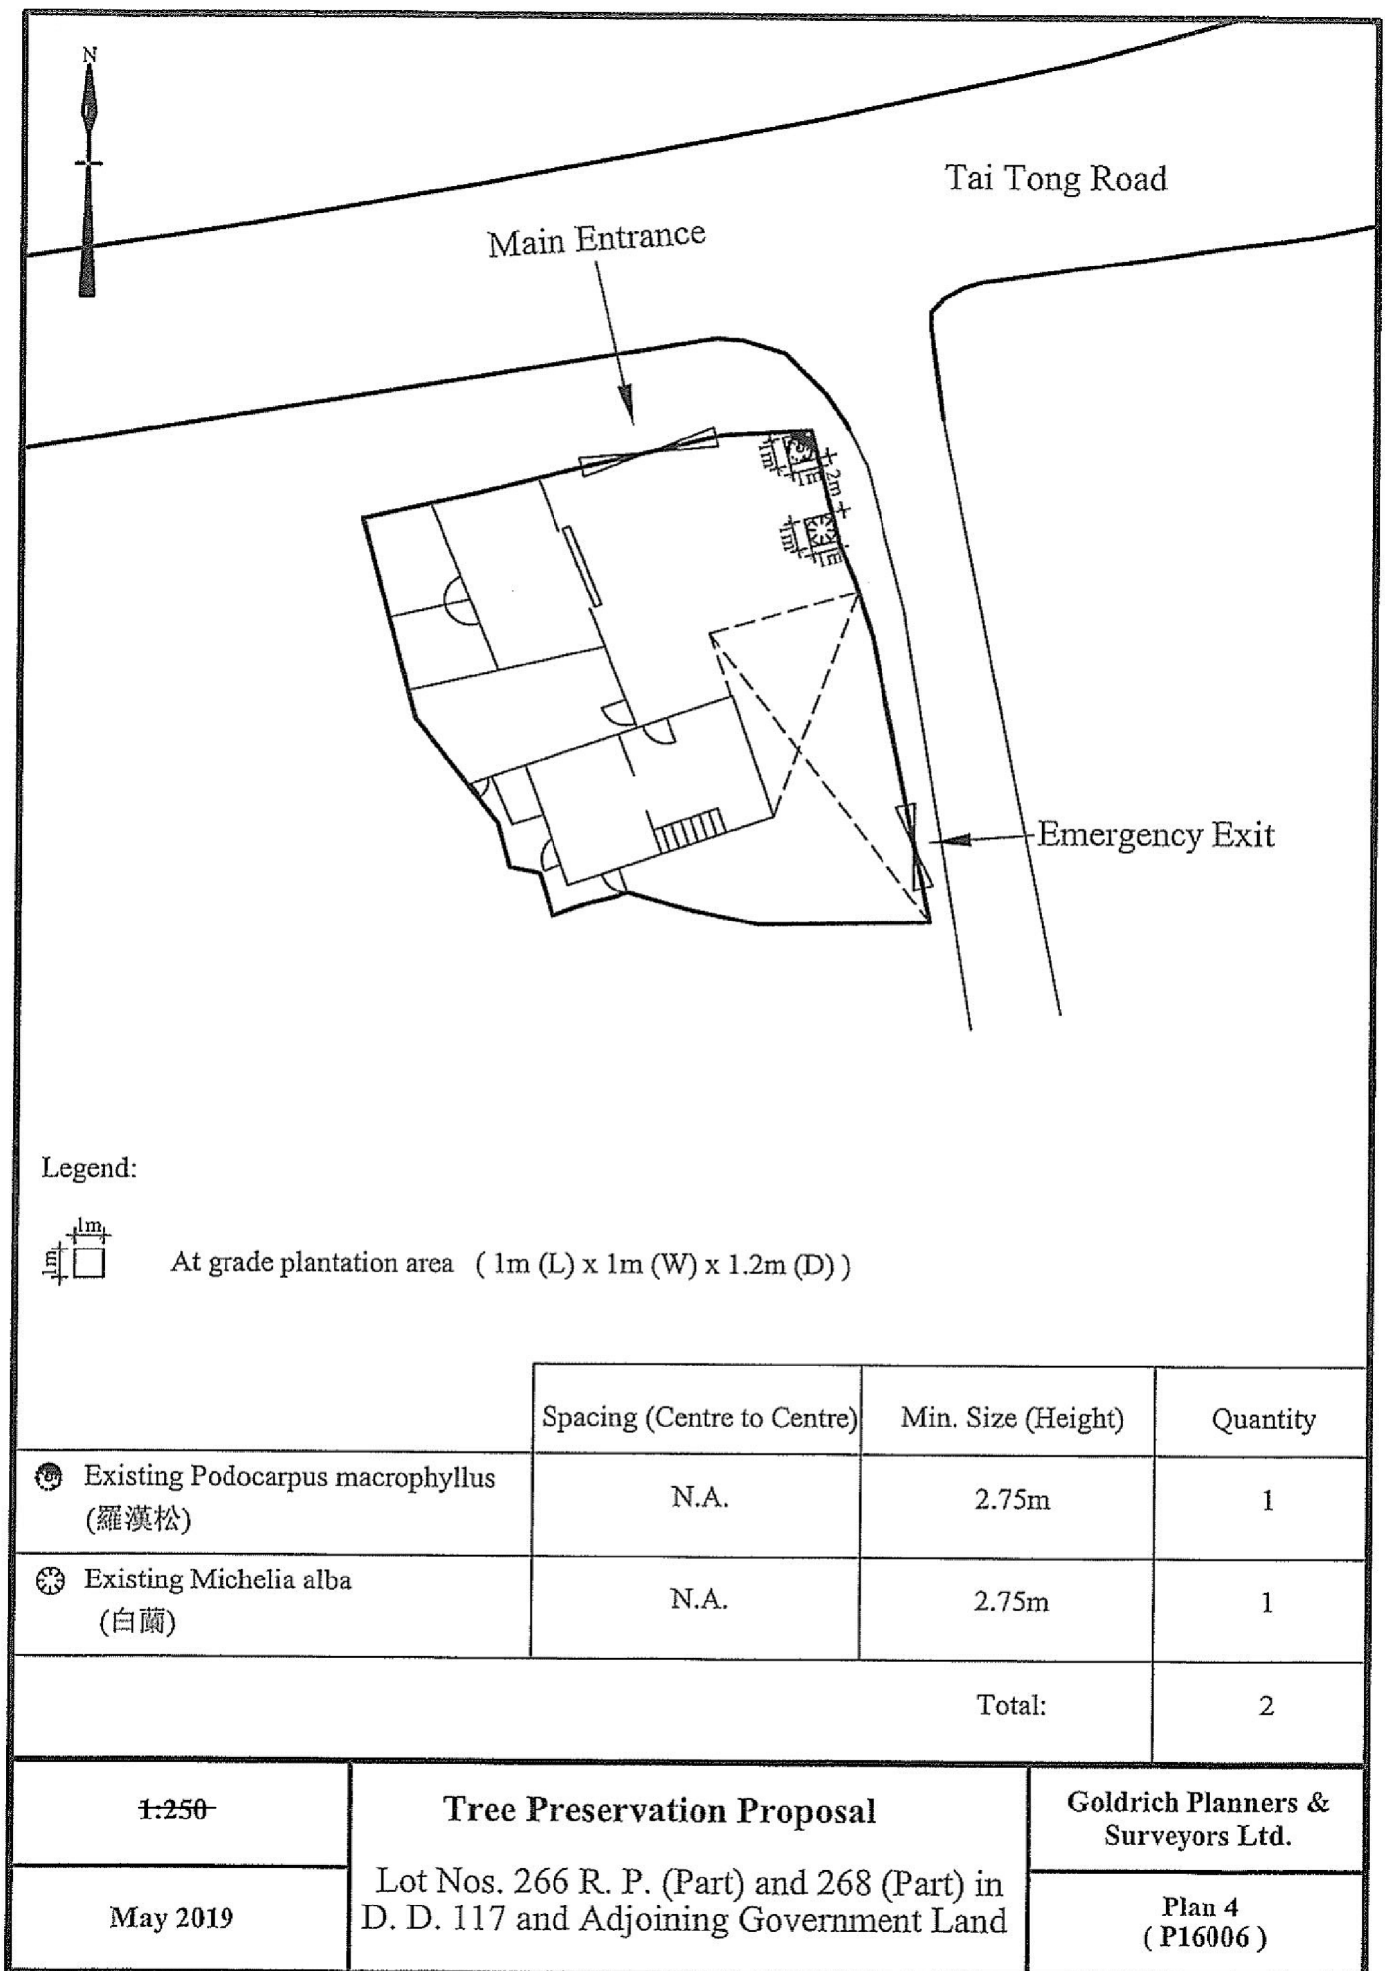 N
Tai Tong Road
Main Entrance
1m
1m
2m
1m
1m
Emergency Exit
Legend:
1m
1m
At grade plantation area ( 1m (L) x 1m (W) x 1.2m (D) )
Spacing (Centre to Centre) Min. Size (Height) Quantity
Existing Podocarpus macrophyllus
(羅漢松)
N.A. 2.75m 1
Existing Michelia alba
(白蘭)
N.A. 2.75m 1
Total: 2
1:250
May 2019
Tree Preservation Proposal
Lot Nos. 266 R. P. (Part) and 268 (Part) in
D. D. 117 and Adjoining Government Land
Goldrich Planners &
Surveyors Ltd.
Plan 4
( P16006 )